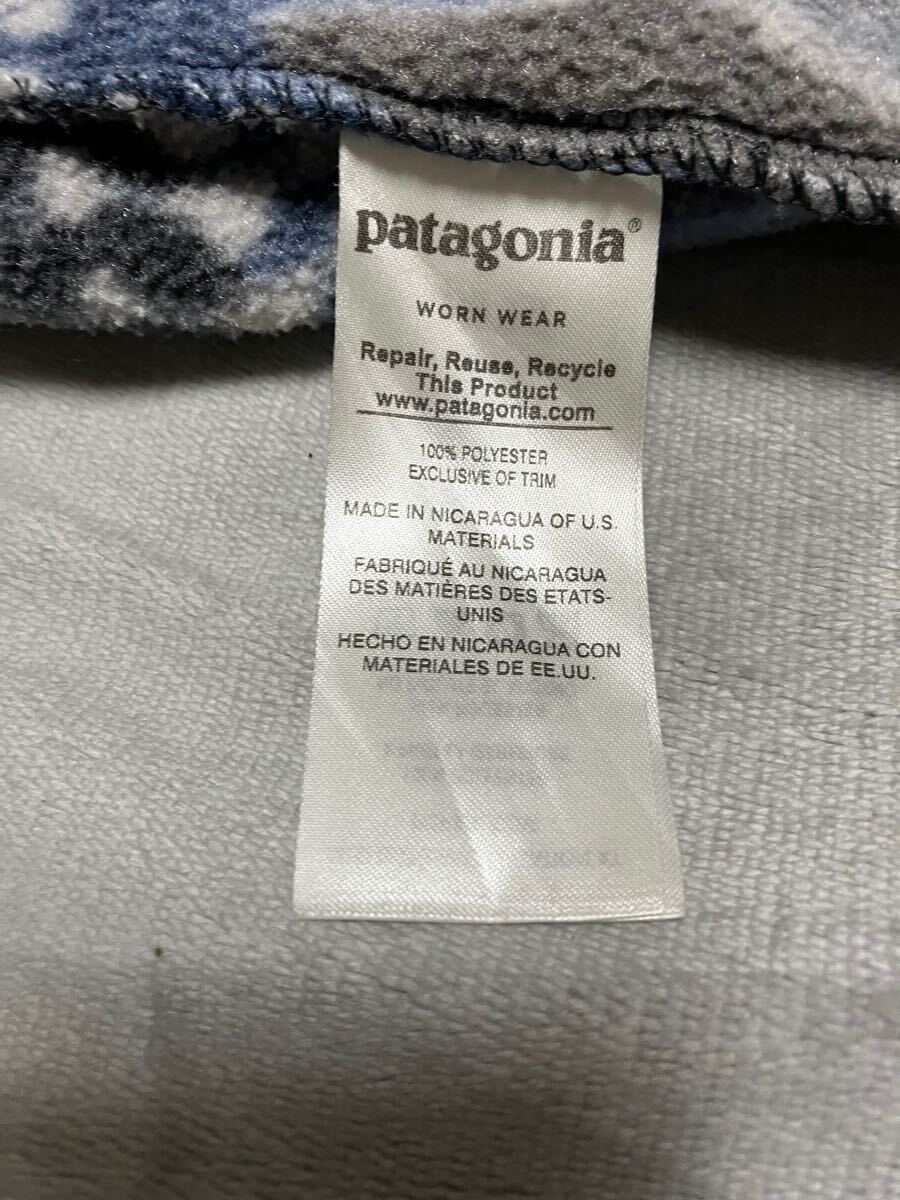 patagonia®
WORN WEAR
Repair, Reuse, Recycle
This Product
www.patagonia.com
100% POLYESTER
EXCLUSIVE OF TRIM
MADE IN NICARAGUA OF U.S.
MATERIALS
FABRIQUÉ AU NICARAGUA
DES MATIÈRES DES ETATS-
UNIS
HECHO EN NICARAGUA CON
MATERIALES DE EE.UU.